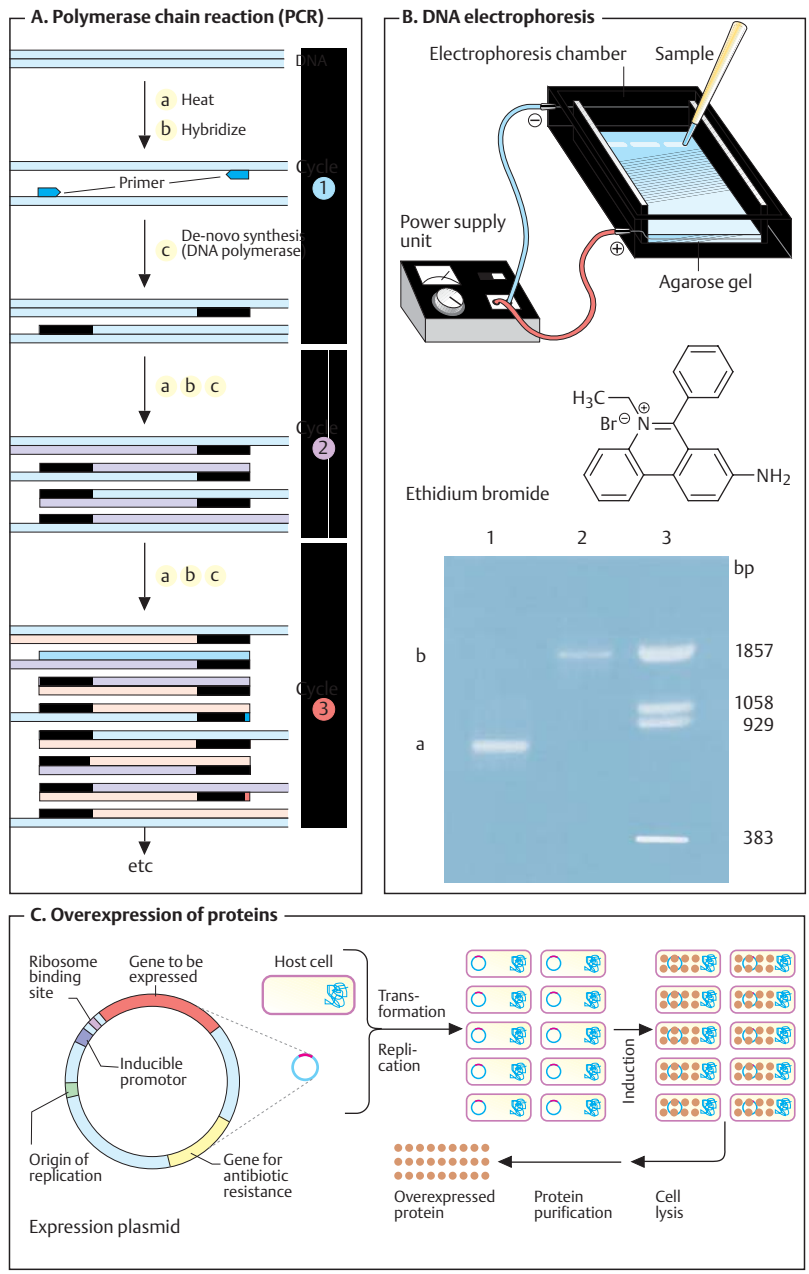 A. Polymerase chain reaction (PCR)
DNA
a Heat
b Hybridize
Cycle
1
Primer
De-novo synthesis
c (DNA polymerase)
a b c
Cycle
2
a b c
Cycle
3
etc
B. DNA electrophoresis
Electrophoresis chamber
Sample
⊖
Power supply
unit
⊕
Agarose gel
H₃C
N⊕
Br⊖
NH₂
Ethidium bromide
1 2 3
bp
b
1857
1058
929
a
383
C. Overexpression of proteins
Ribosome
binding
site
Gene to be
expressed
Host cell
Inducible
promotor
Origin of
replication
Gene for
antibiotic
resistance
Expression plasmid
Trans-
formation
Repli-
cation
Induction
Overexpressed
protein
Protein
purification
Cell
lysis